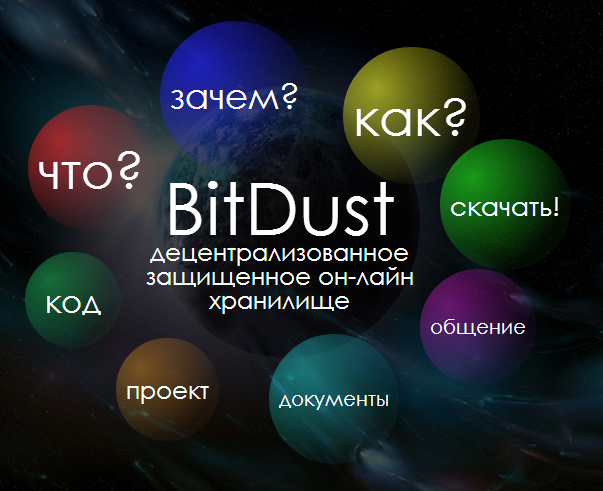 зачем?
как?
что?
BitDust
скачать!
децентрализованное
защищенное он-лайн
хранилище
код
общение
проект
документы